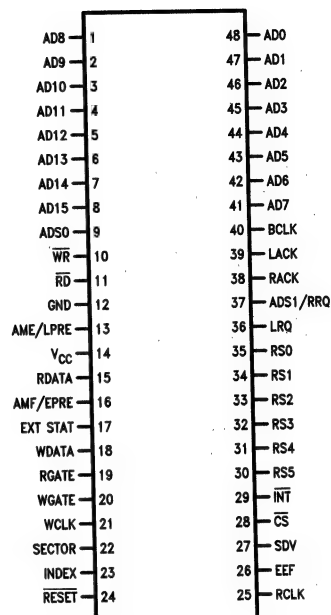 AD8 1
AD9 2
AD10 3
AD11 4
AD12 5
AD13 6
AD14 7
AD15 8
ADS0 9
W̅R̅ 10
R̅D̅ 11
GND 12
AME/LPRE 13
VCC 14
RDATA 15
AMF/EPRE 16
EXT STAT 17
WDATA 18
RGATE 19
WGATE 20
WCLK 21
SECTOR 22
INDEX 23
R̅E̅S̅E̅T̅ 24
48 AD0
47 AD1
46 AD2
45 AD3
44 AD4
43 AD5
42 AD6
41 AD7
40 BCLK
39 LACK
38 RACK
37 ADS1/RRQ
36 LRQ
35 RS0
34 RS1
33 RS2
32 RS3
31 RS4
30 RS5
29 I̅N̅T̅
28 C̅S̅
27 SDV
26 EEF
25 RCLK